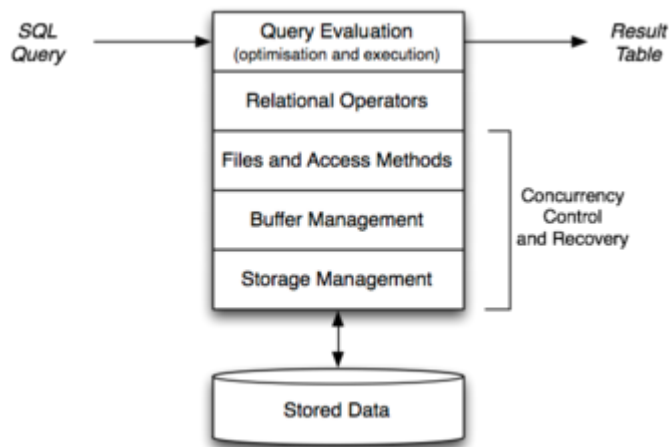 SQL
Query
Query Evaluation
(optimisation and execution)
Result
Table
Relational Operators
Files and Access Methods
Buffer Management
Storage Management
Concurrency
Control
and Recovery
Stored Data